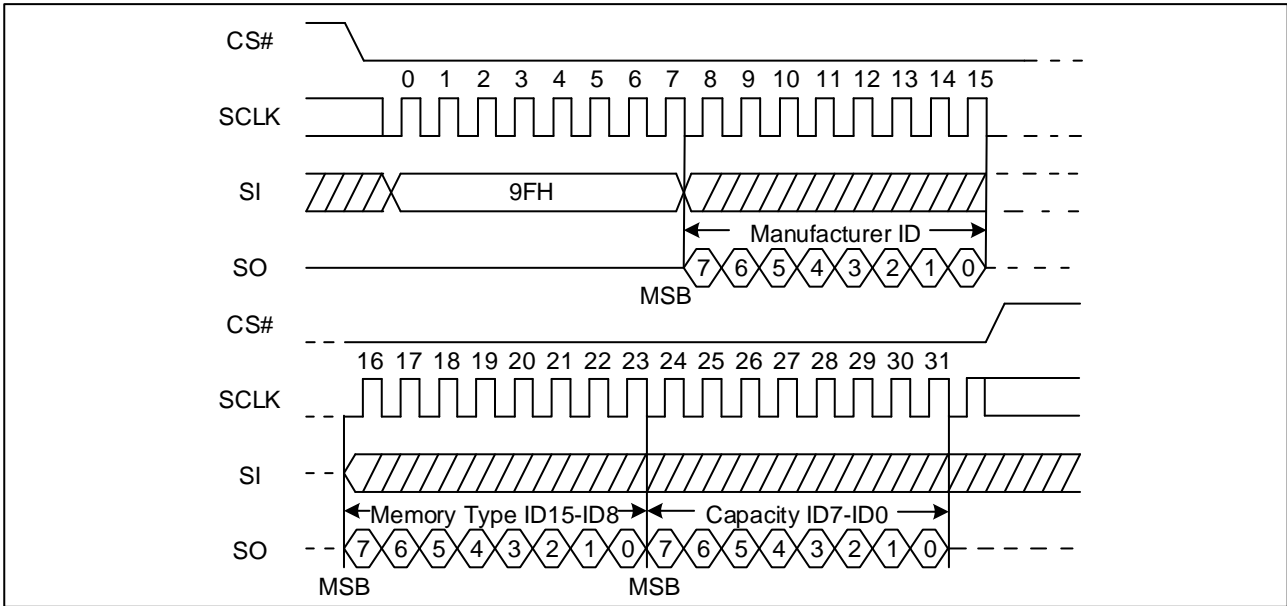 CS#
0 1 2 3 4 5 6 7 8 9 10 11 12 13 14 15
SCLK
SI
9FH
Manufacturer ID
SO
7 6 5 4 3 2 1 0
MSB
CS#
16 17 18 19 20 21 22 23 24 25 26 27 28 29 30 31
SCLK
SI
Memory Type ID15-ID8 Capacity ID7-ID0
SO
7 6 5 4 3 2 1 0 7 6 5 4 3 2 1 0
MSB MSB